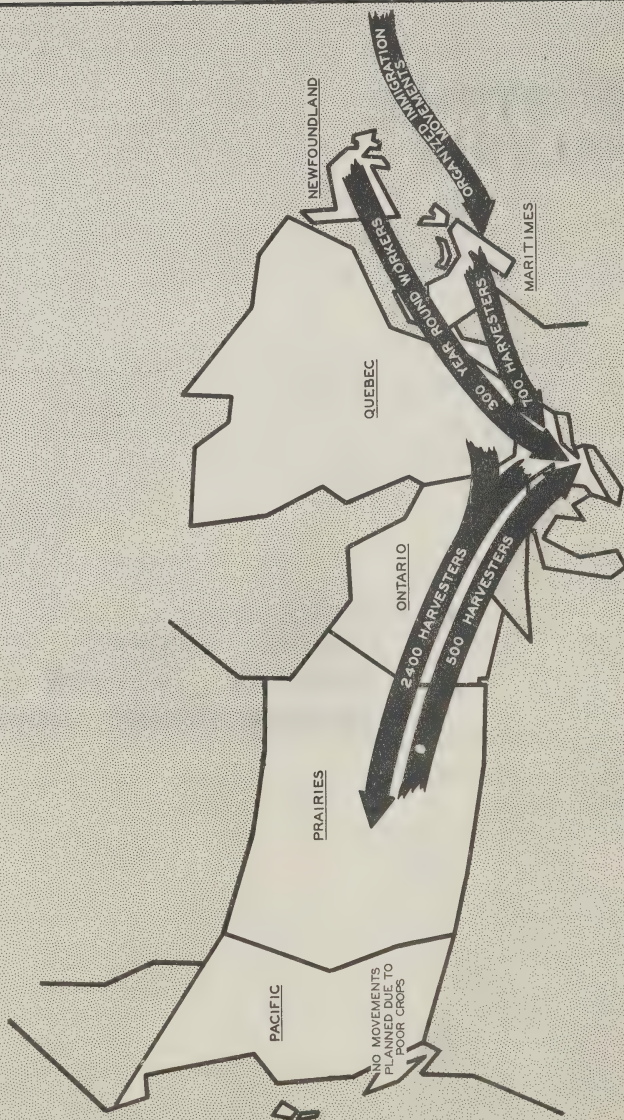 ORGANIZED IMMIGRATION
MOVEMENTS
NEWFOUNDLAND
MARITIMES
300 YEAR ROUND WORKERS
700 HARVESTERS
QUEBEC
ONTARIO
2400 HARVESTERS
500 HARVESTERS
PRAIRIES
PACIFIC
NO MOVEMENTS
PLANNED DUE TO
POOR CROPS